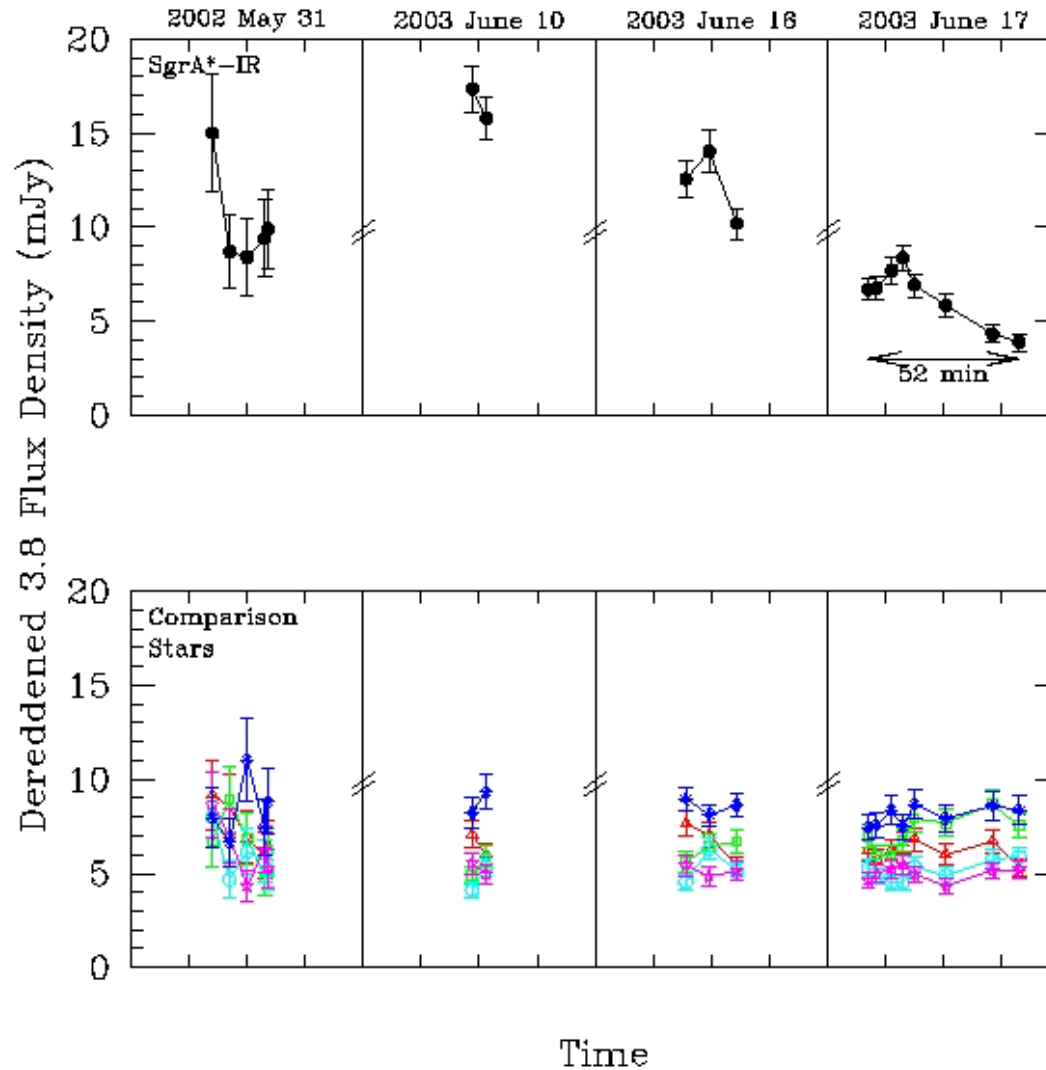 2002 May 31 2003 June 10 2003 June 16 2003 June 17
20
SgrA*-IR
15
10
5
52 min
0
Dereddened 3.8 Flux Density (mJy)
20
Comparison
Stars
15
10
5
0
Time